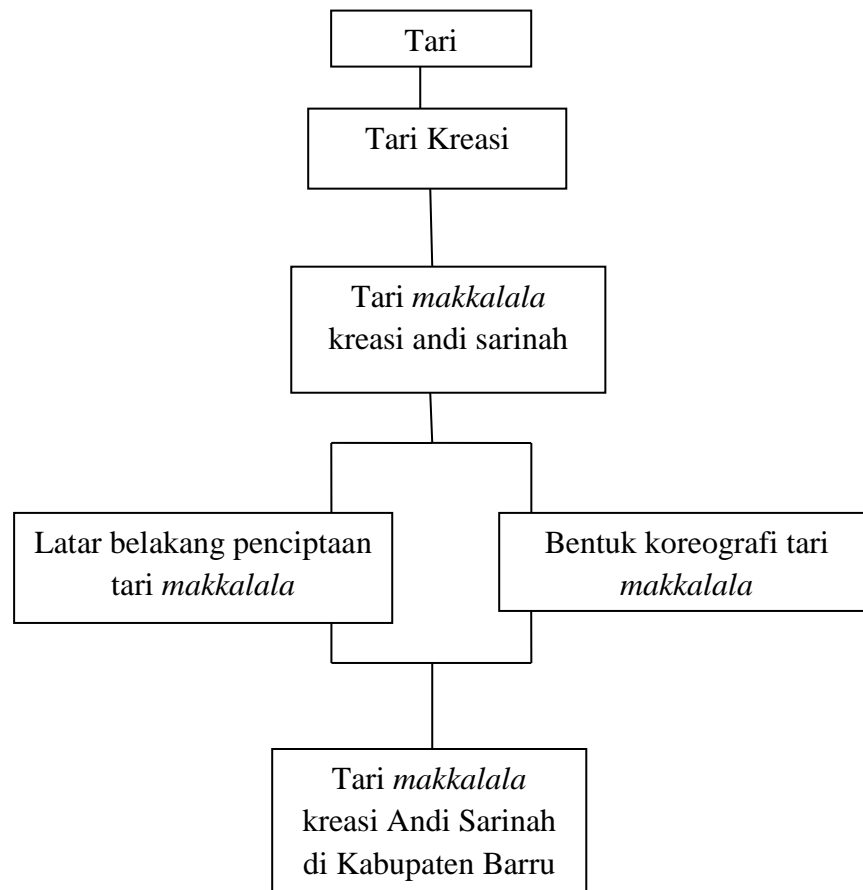 Tari
Tari Kreasi
Tari makkalala
kreasi andi sarinah
Latar belakang penciptaan
tari makkalala
Bentuk koreografi tari
makkalala
Tari makkalala
kreasi Andi Sarinah
di Kabupaten Barru